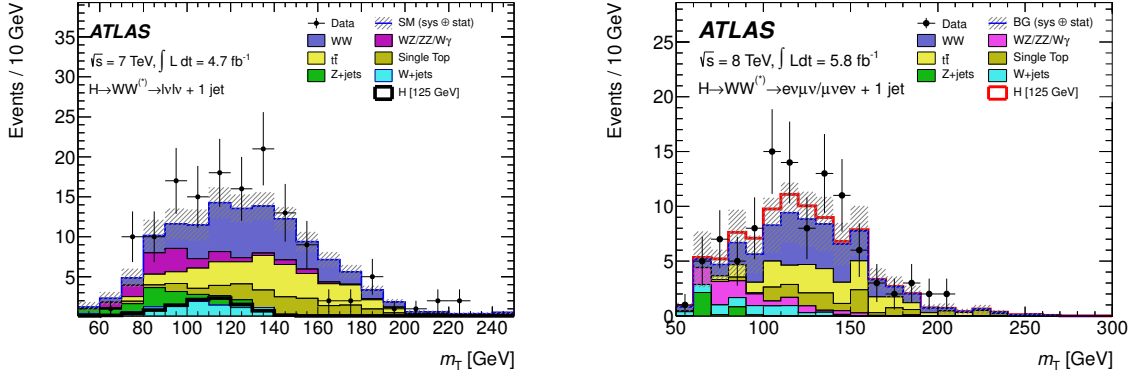 Events / 10 GeV
35
30
25
20
15
10
5
ATLAS
√s = 7 TeV, ∫ L dt = 4.7 fb⁻¹
H→WW(*)→lνlν + 1 jet
Data
SM (sys ⊕ stat)
WW
WZ/ZZ/Wγ
tt̄
Single Top
Z+jets
W+jets
H [125 GeV]
60 80 100 120 140 160 180 200 220 240
m_T [GeV]
Events / 10 GeV
25
20
15
10
5
0
ATLAS
√s = 8 TeV, ∫ Ldt = 5.8 fb⁻¹
H→WW(*)→eνμν/μνeν + 1 jet
Data
BG (sys ⊕ stat)
WW
WZ/ZZ/Wγ
tt̄
Single Top
Z+jets
W+jets
H [125 GeV]
50 100 150 200 250 300
m_T [GeV]